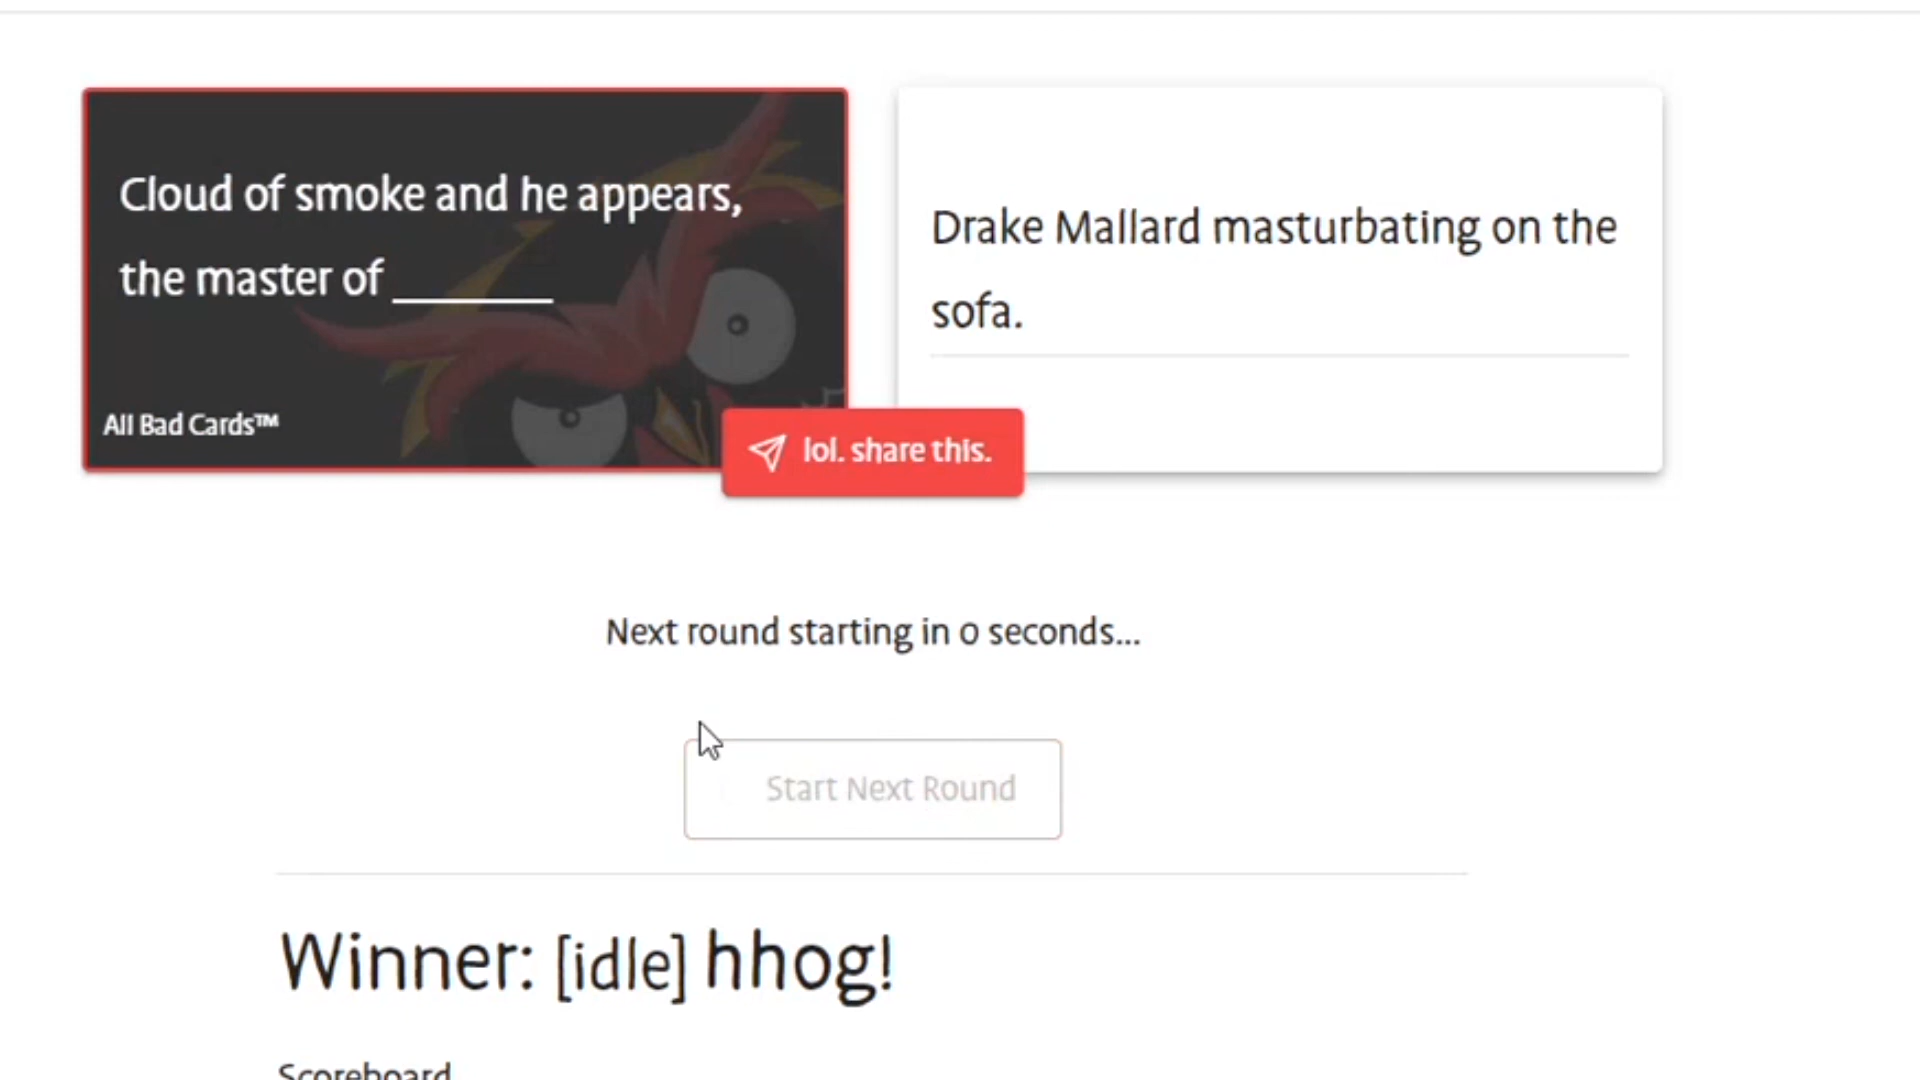 Cloud of smoke and he appears,
the master of ________
All Bad Cards™
Drake Mallard masturbating on the
sofa.
lol. share this.
Next round starting in 0 seconds...
Start Next Round
Winner: [idle] hhog!
Scoreboard